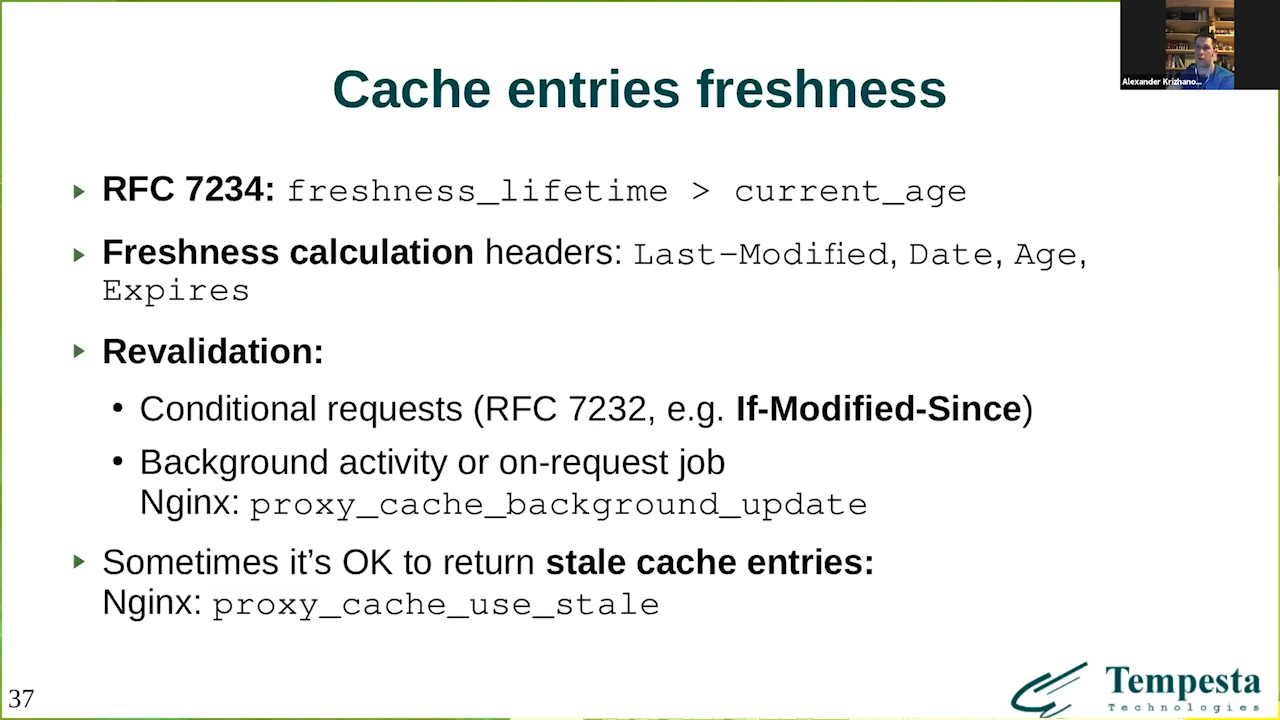 Alexander Krizhano...
Cache entries freshness
RFC 7234: freshness_lifetime > current_age
Freshness calculation headers: Last-Modified, Date, Age,
Expires
Revalidation:
Conditional requests (RFC 7232, e.g. If-Modified-Since)
Background activity or on-request job
Nginx: proxy_cache_background_update
Sometimes it’s OK to return stale cache entries:
Nginx: proxy_cache_use_stale
37
Tempesta
Technologies